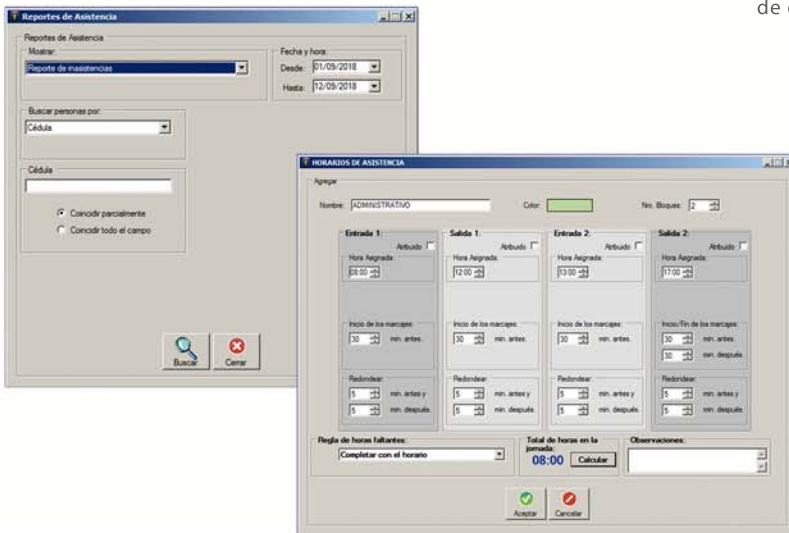 de
Reportes de Asistencia
Reportes de Asistencia
Mostrar:
Reporte de inasistencias
Fecha y hora:
Desde: 01/09/2018
Hasta: 12/09/2018
Buscar personas por:
Cédula
Cédula
Coincidir parcialmente
Coincidir todo el campo
Buscar
Cerrar
HORARIOS DE ASISTENCIA
Agregar
Nombre: ADMINISTRATIVO Color: Nro. Bloques: 2
Entrada 1: Salida 1: Entrada 2: Salida 2:
Atribuido Atribuido Atribuido Atribuido
Hora Asignada: Hora Asignada: Hora Asignada: Hora Asignada:
08:00 12:00 13:00 17:00
Inicio de los marcajes: Inicio de los marcajes: Inicio de los marcajes: Inicio/Fin de los marcajes:
30 min. antes. 30 min. antes. 30 min. antes. 30 min. antes.
30 min. después.
Redondear: Redondear: Redondear: Redondear:
5 min. antes y 5 min. antes y 5 min. antes y 5 min. antes y
5 min. después. 5 min. después. 5 min. después. 5 min. después.
Regla de horas faltantes:
Completar con el horario
Total de horas en la
jornada:
08:00 Calcular
Observaciones:
Aceptar Cancelar